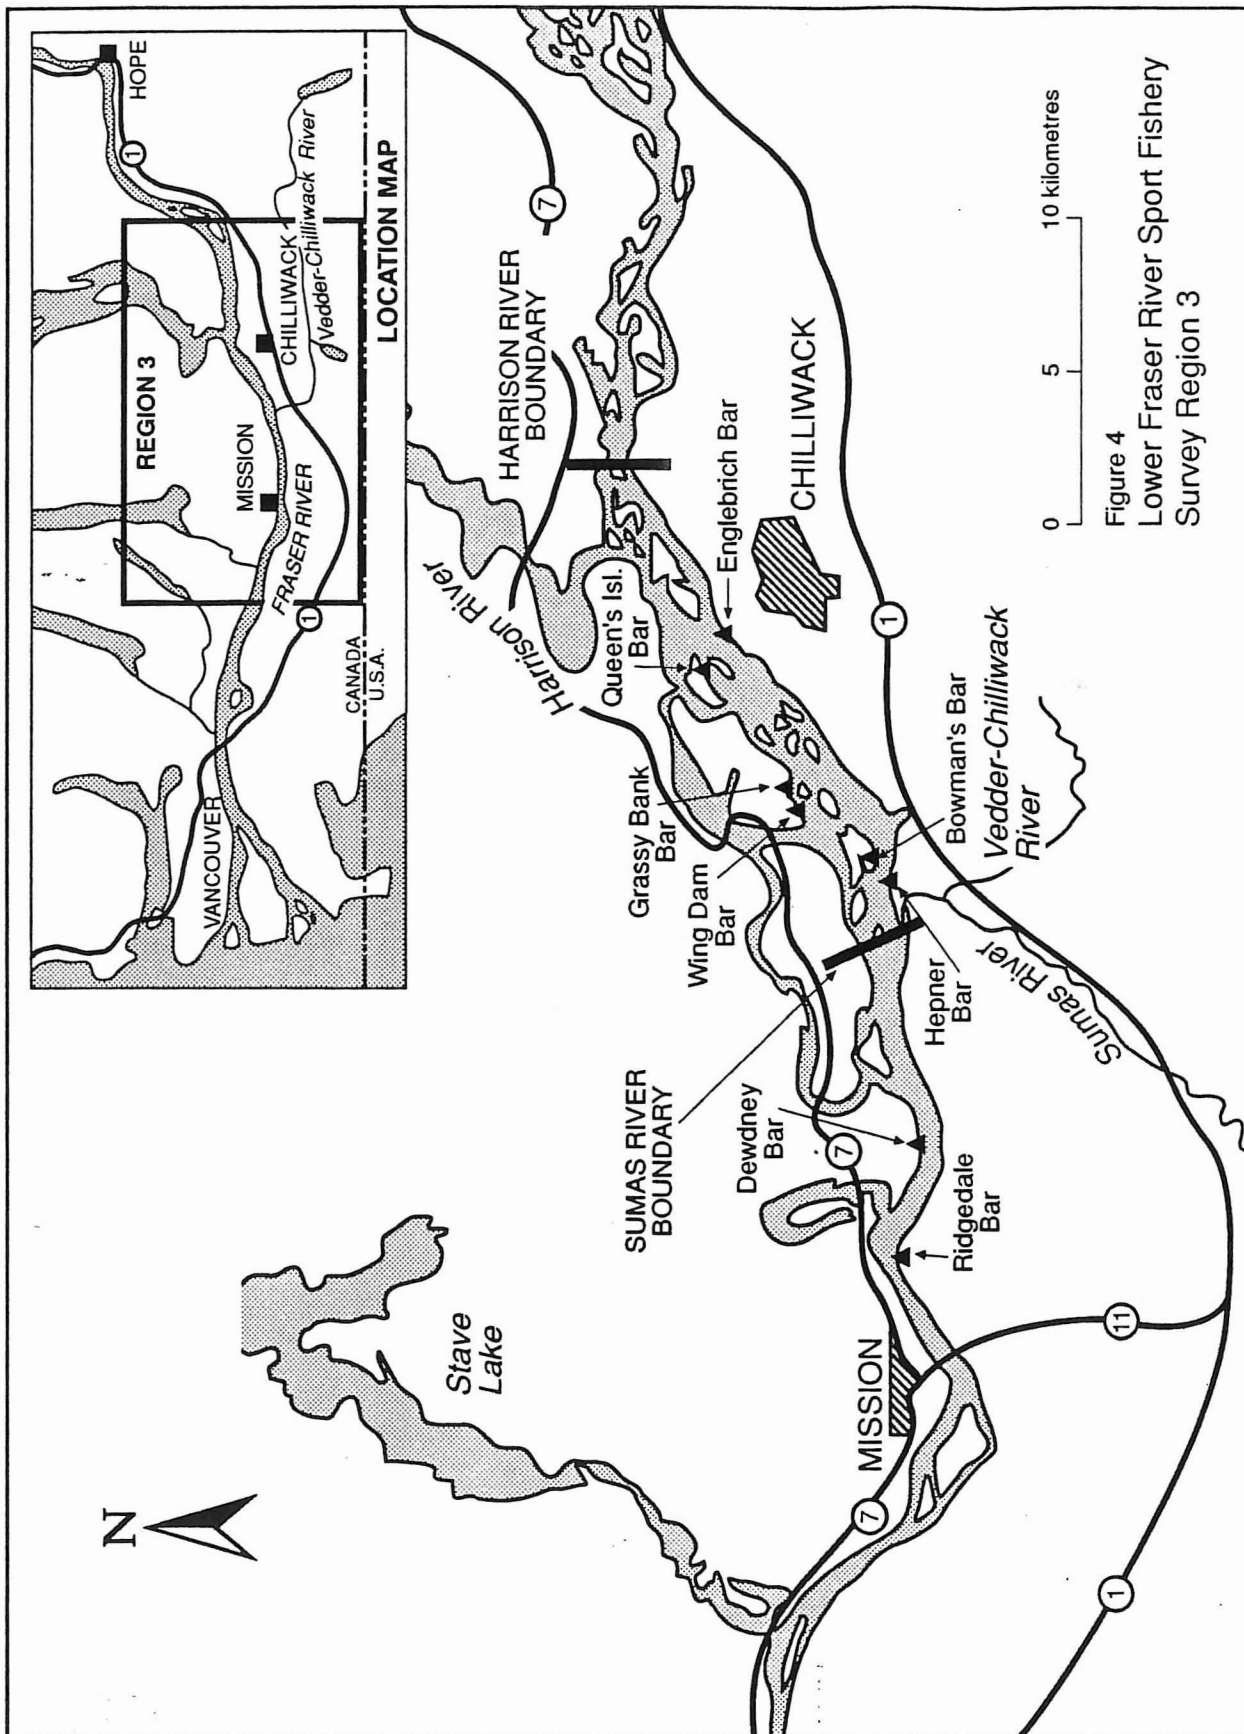 HOPE
1
REGION 3
CHILLIWACK
Vedder-Chilliwack River
MISSION
FRASER RIVER
1
VANCOUVER
CANADA
U.S.A.
LOCATION MAP
N
Stave
Lake
7
HARRISON RIVER
BOUNDARY
Harrison River
Queen's Isl.
Bar
Englebrich Bar
CHILLIWACK
Grassy Bank
Bar
Wing Dam
Bar
1
Bowman's Bar
Vedder-Chilliwack
River
SUMAS RIVER
BOUNDARY
Hepner
Bar
Sumas River
Dewdney
Bar
7
Ridgedale
Bar
MISSION
11
7
1
0
5
10 kilometres
Figure 4
Lower Fraser River Sport Fishery
Survey Region 3